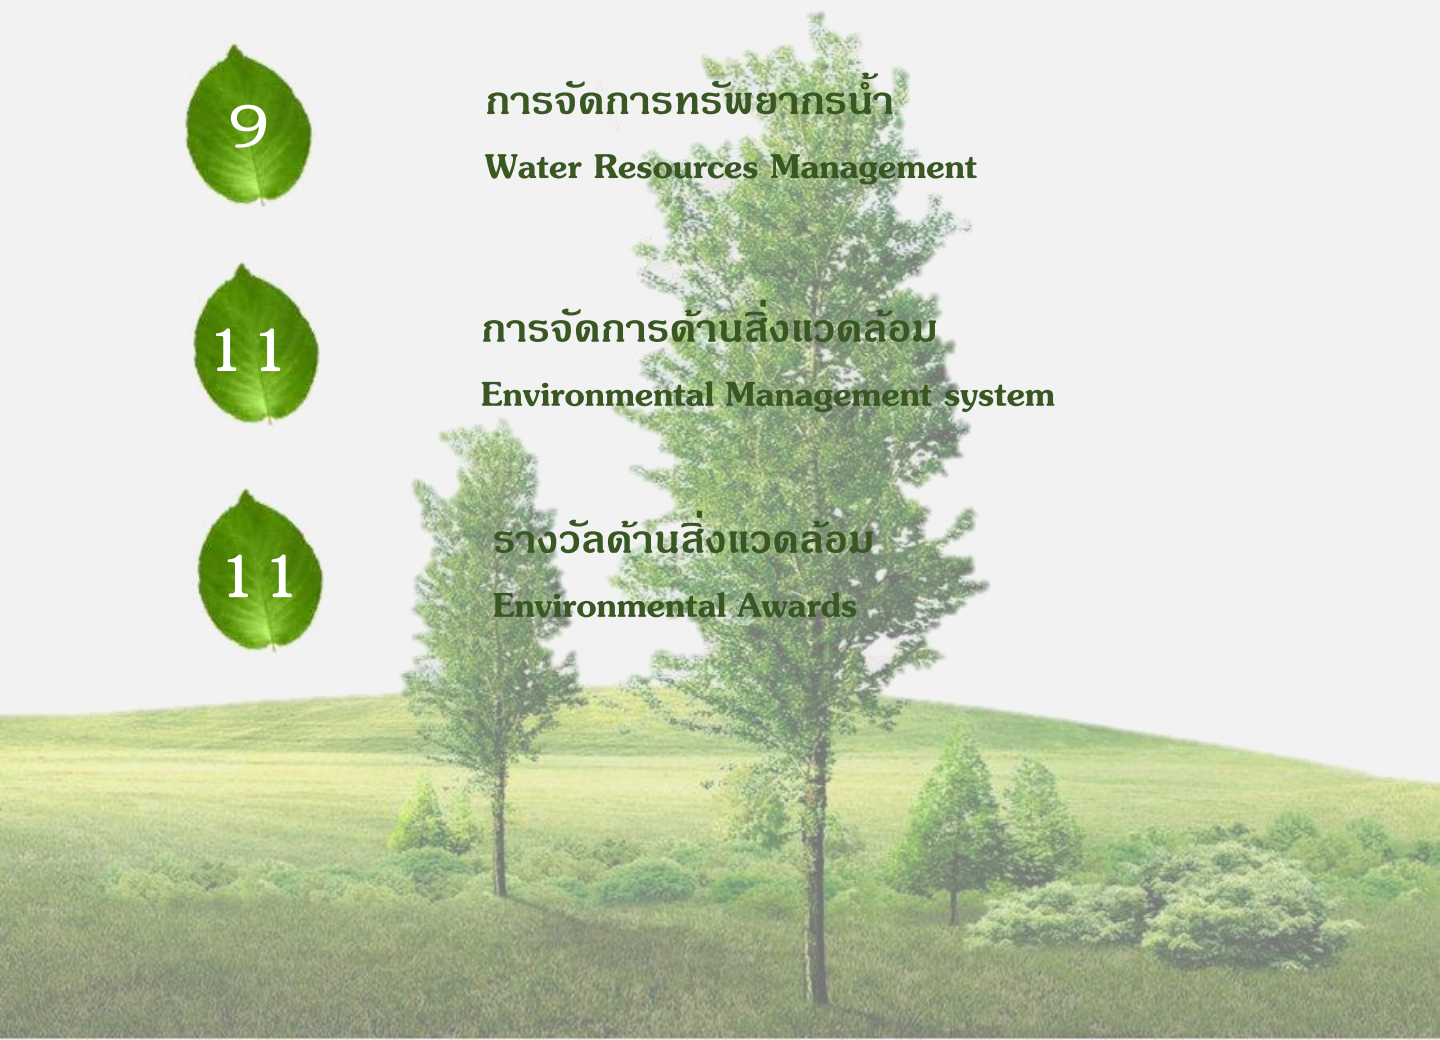 9
การจัดการทรัพยากรน้ำ
Water Resources Management
11
การจัดการด้านสิ่งแวดล้อม
Environmental Management system
11
รางวัลด้านสิ่งแวดล้อม
Environmental Awards